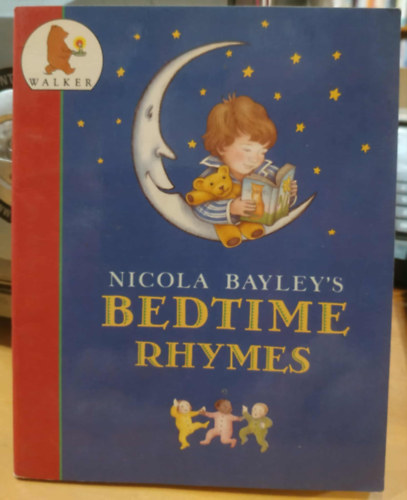 WALKER
NICOLA BAYLEY'S
BEDTIME
RHYMES